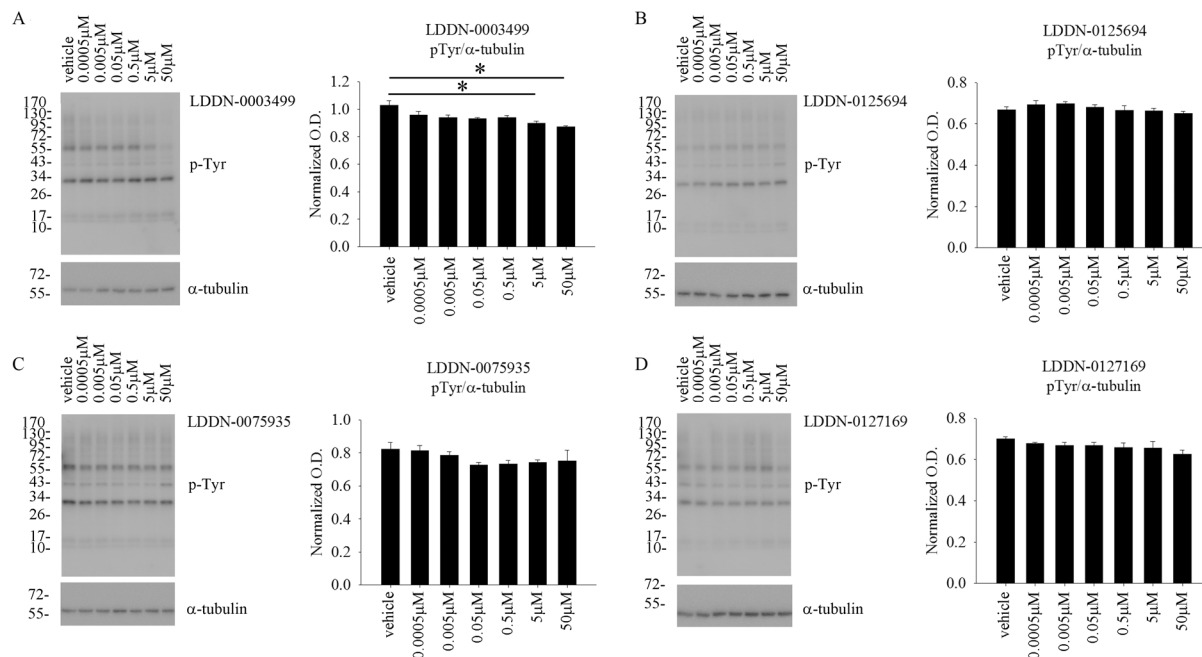 A
vehicle
0.0005µM
0.005µM
0.05µM
0.5µM
5µM
50µM
170-
130-
95-
72-
55-
43-
34-
26-
17-
10-
LDDN-0003499
p-Tyr
72-
55-
α-tubulin
LDDN-0003499
pTyr/α-tubulin
*
*
Normalized O.D.
1.2
1.0
0.8
0.6
0.4
0.2
0.0
vehicle
0.0005µM
0.005µM
0.05µM
0.5µM
5µM
50µM
B
vehicle
0.0005µM
0.005µM
0.05µM
0.5µM
5µM
50µM
170
130-
95-
72-
55-
43-
34-
26-
17-
10-
LDDN-0125694
p-Tyr
72-
55-
α-tubulin
LDDN-0125694
pTyr/α-tubulin
Normalized O.D.
0.8
0.6
0.4
0.2
0.0
vehicle
0.0005µM
0.005µM
0.05µM
0.5µM
5µM
50µM
C
vehicle
0.0005µM
0.005µM
0.05µM
0.5µM
5µM
50µM
170
130-
95-
72-
55-
43-
34-
26-
17-
10-
LDDN-0075935
p-Tyr
72-
55-
α-tubulin
LDDN-0075935
pTyr/α-tubulin
Normalized O.D.
1.0
0.8
0.6
0.4
0.2
0.0
vehicle
0.0005µM
0.005µM
0.05µM
0.5µM
5µM
50µM
D
vehicle
0.0005µM
0.005µM
0.05µM
0.5µM
5µM
50µM
170
130-
95-
72-
55-
43-
34-
26-
17-
10-
LDDN-0127169
p-Tyr
72-
55-
α-tubulin
LDDN-0127169
pTyr/α-tubulin
Normalized O.D.
0.8
0.6
0.4
0.2
0.0
vehicle
0.0005µM
0.005µM
0.05µM
0.5µM
5µM
50µM